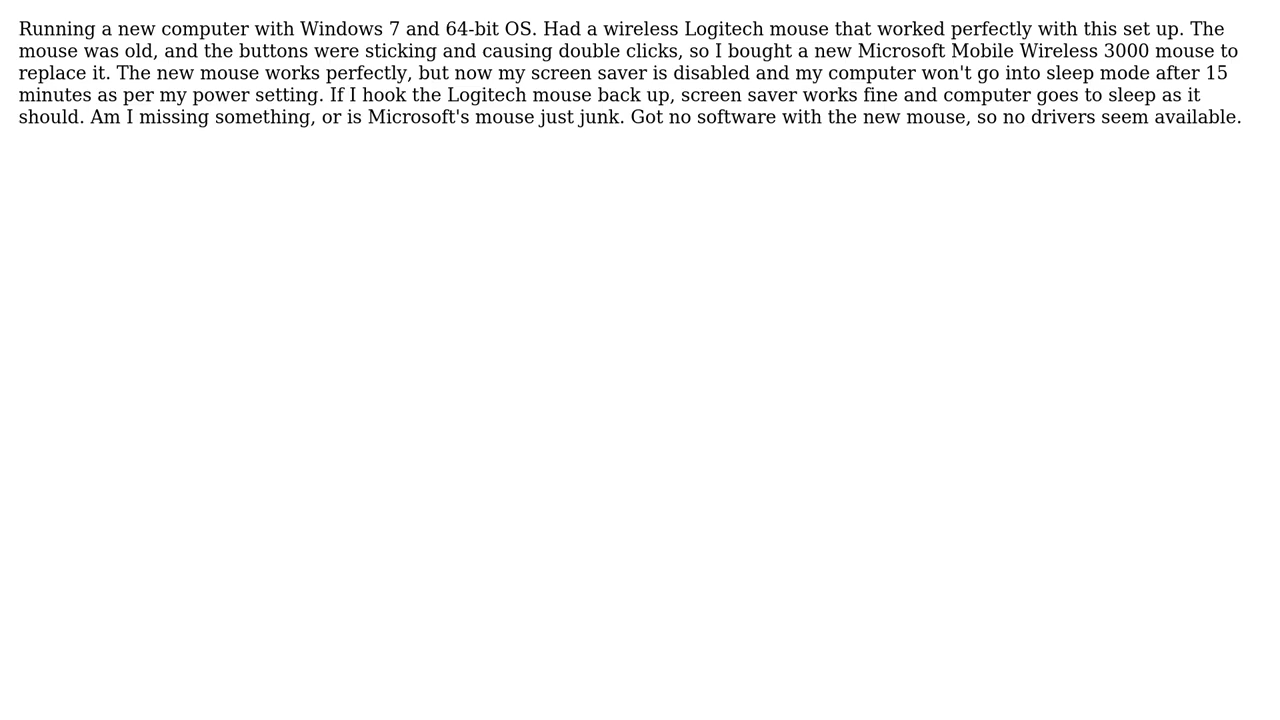 Running a new computer with Windows 7 and 64-bit OS. Had a wireless Logitech mouse that worked perfectly with this set up. The
mouse was old, and the buttons were sticking and causing double clicks, so I bought a new Microsoft Mobile Wireless 3000 mouse to
replace it. The new mouse works perfectly, but now my screen saver is disabled and my computer won't go into sleep mode after 15
minutes as per my power setting. If I hook the Logitech mouse back up, screen saver works fine and computer goes to sleep as it
should. Am I missing something, or is Microsoft's mouse just junk. Got no software with the new mouse, so no drivers seem available.